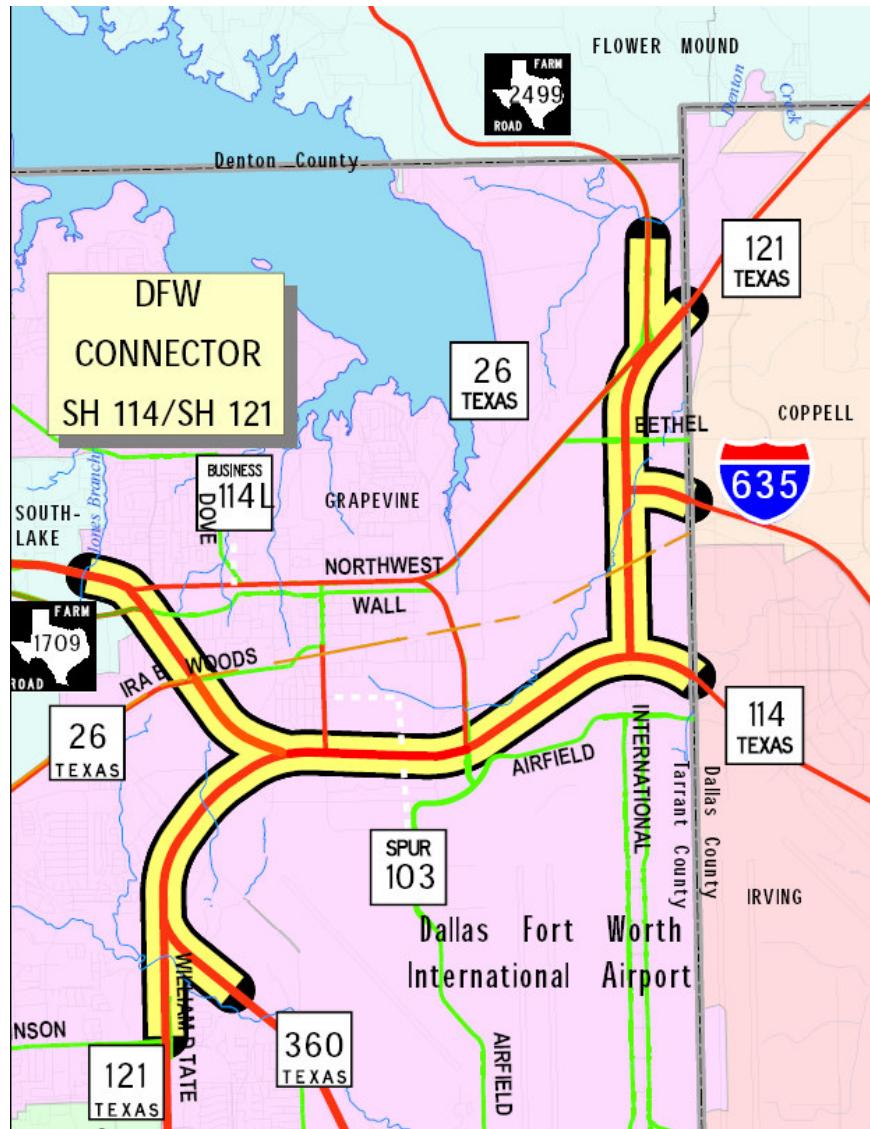 FLOWER MOUND
FARM
2499
ROAD
Denton
Creek
Denton County
121
TEXAS
DFW
CONNECTOR
SH 114/SH 121
26
TEXAS
COPPELL
BETHEL
635
BUSINESS
114L
DOVE
GRAPEVINE
SOUTH-
LAKE
Jones Branch
NORTHWEST
WALL
FARM
1709
ROAD
IRA E WOODS
26
TEXAS
114
TEXAS
AIRFIELD
INTERNATIONAL
Tarrant County
Dallas County
SPUR
103
IRVING
Dallas Fort Worth
International Airport
WILLIAM D TATE
NSON
121
TEXAS
360
TEXAS
AIRFIELD